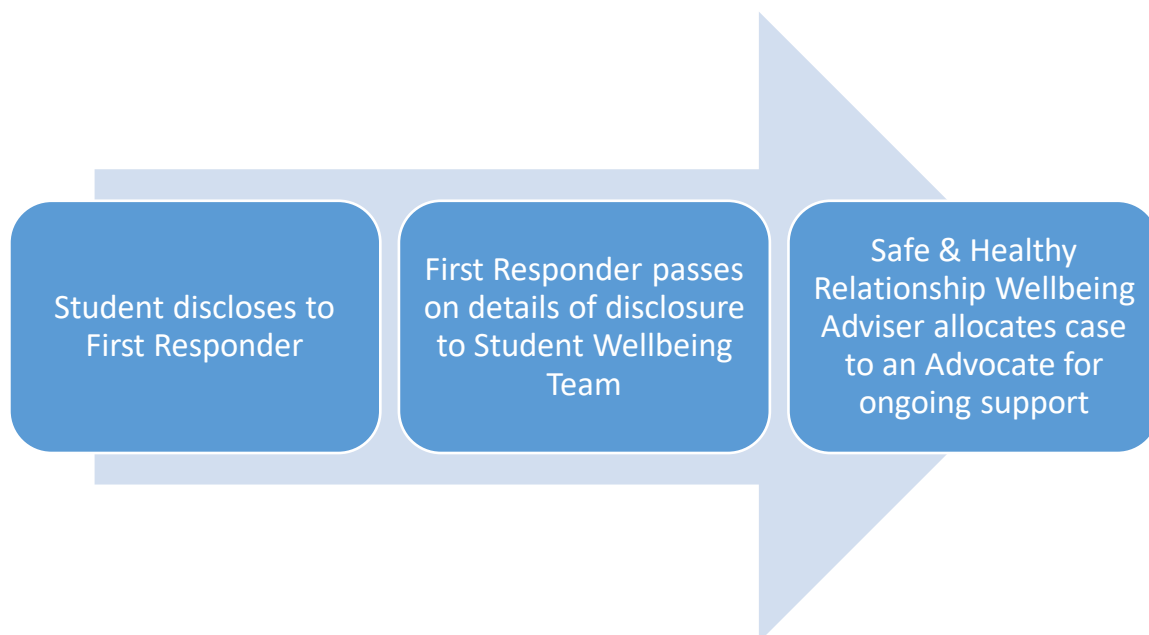 Student discloses to
First Responder
First Responder passes
on details of disclosure
to Student Wellbeing
Team
Safe & Healthy
Relationship Wellbeing
Adviser allocates case
to an Advocate for
ongoing support